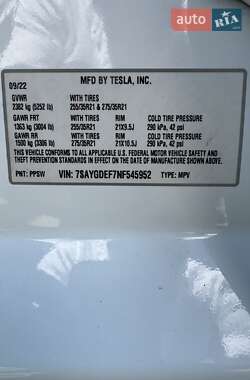 auto RIA .com
MFD BY TESLA, INC.
09/22
GVWR WITH TIRES
2382 kg (5252 lb) 255/35R21 & 275/35R21
GAWR FRT WITH TIRES RIM COLD TIRE PRESSURE
1363 kg (3004 lb) 255/35R21 21X9.5J 290 kPa, 42 psi
GAWR RR WITH TIRES RIM COLD TIRE PRESSURE
1500 kg (3306 lb) 275/35R21 21X10.5J 290 kPa, 42 psi
THIS VEHICLE CONFORMS TO ALL APPLICABLE U.S. FEDERAL MOTOR VEHICLE SAFETY AND
THEFT PREVENTION STANDARDS IN EFFECT ON THE DATE OF MANUFACTURE SHOWN ABOVE.
PNT: PPSW VIN: 7SAYGDEF7NF545952 TYPE: MPV